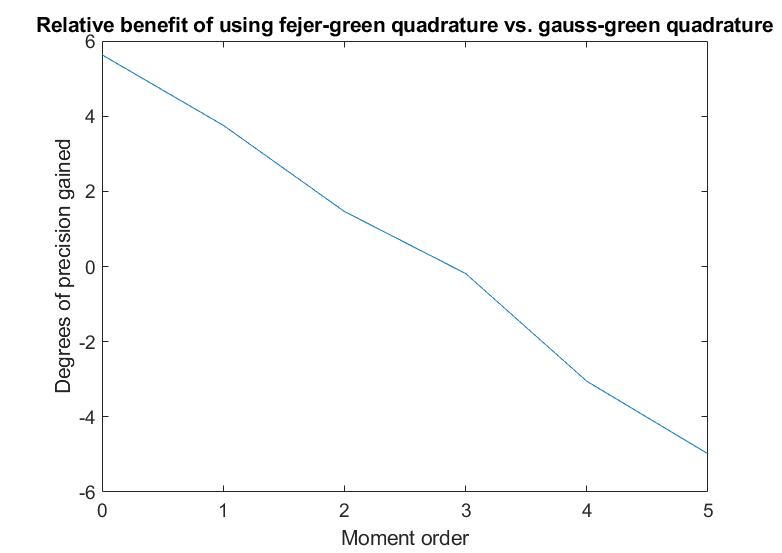 Relative benefit of using fejer-green quadrature vs. gauss-green quadrature
6
4
2
0
-2
-4
-6
Degrees of precision gained
0 1 2 3 4 5
Moment order